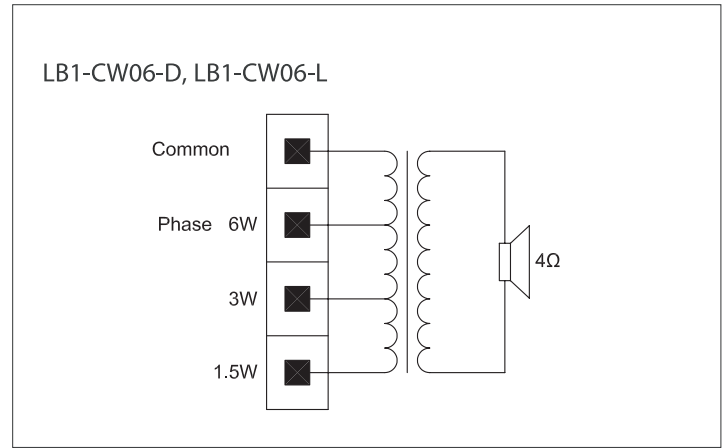 LB1-CW06-D, LB1-CW06-L
Common
Phase 6W
3W
4Ω
1.5W